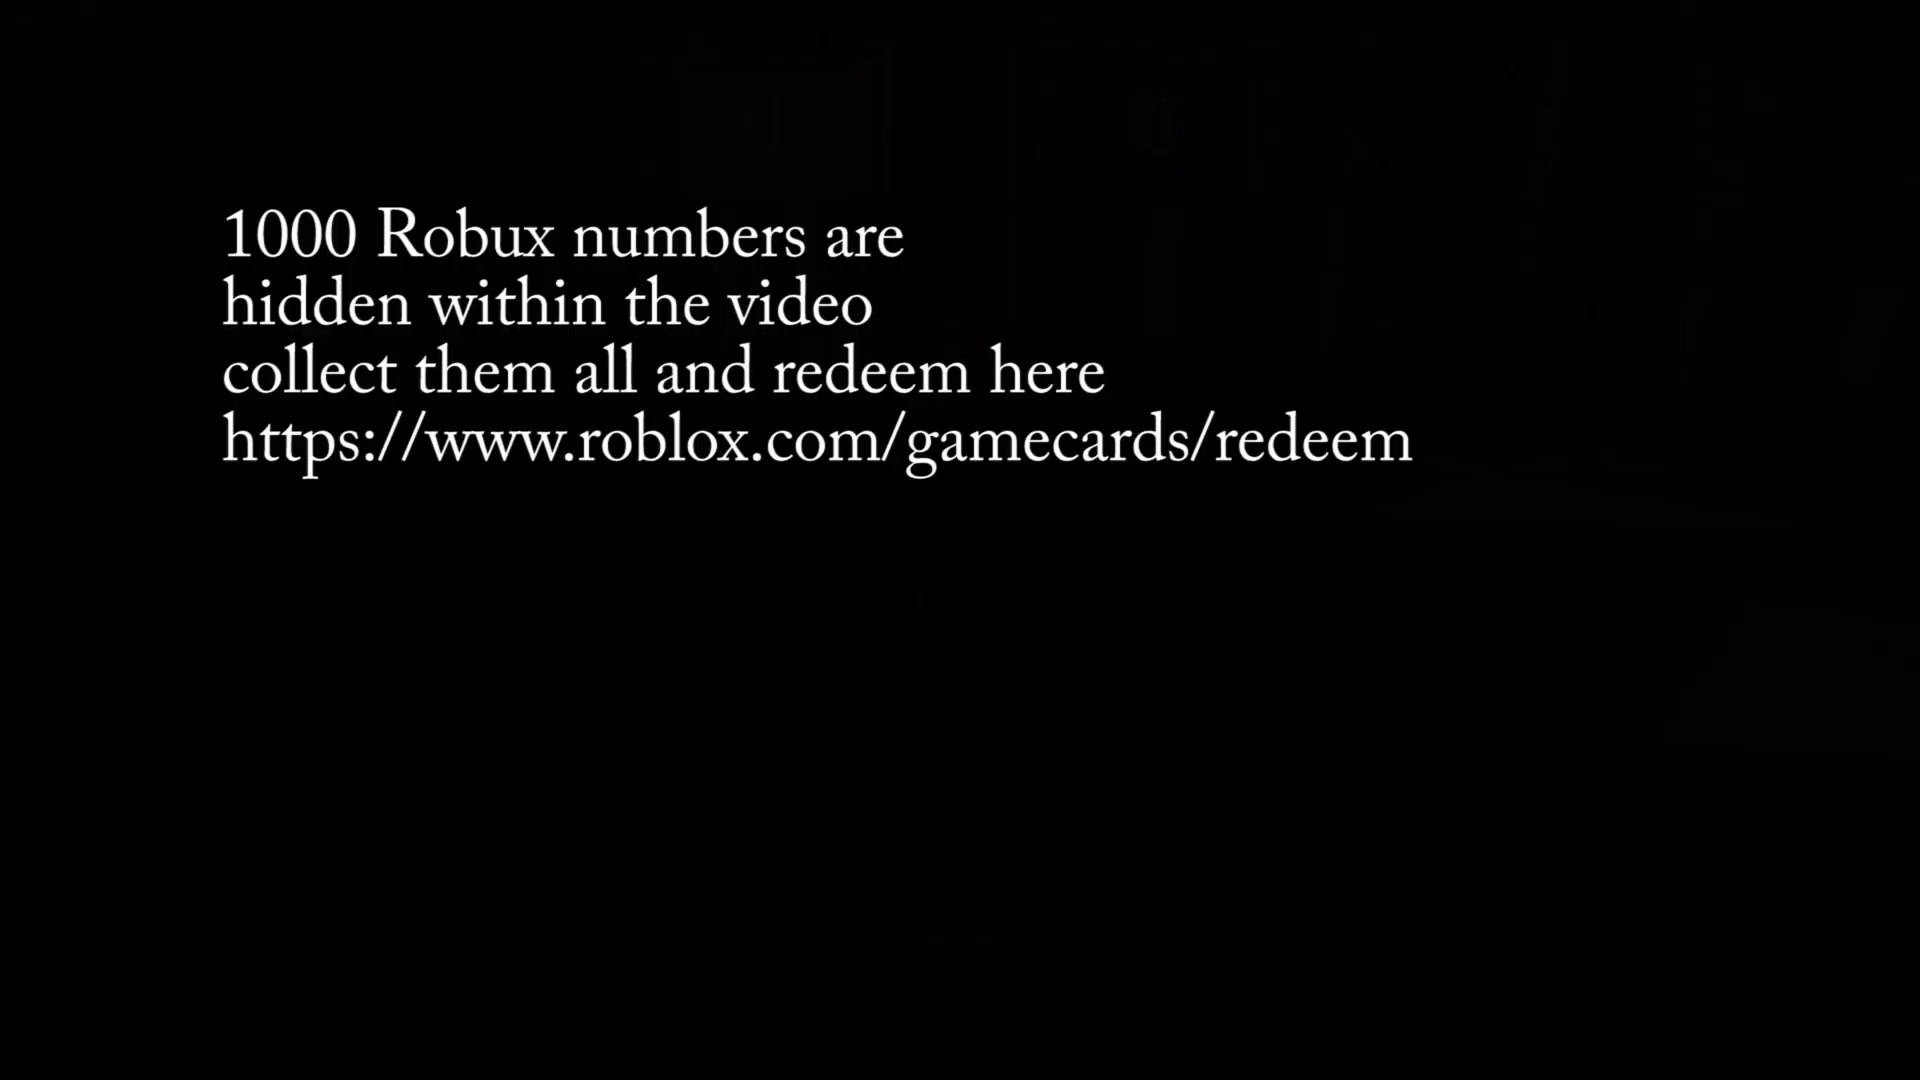 1000 Robux numbers are
hidden within the video
collect them all and redeem here
https://www.roblox.com/gamecards/redeem